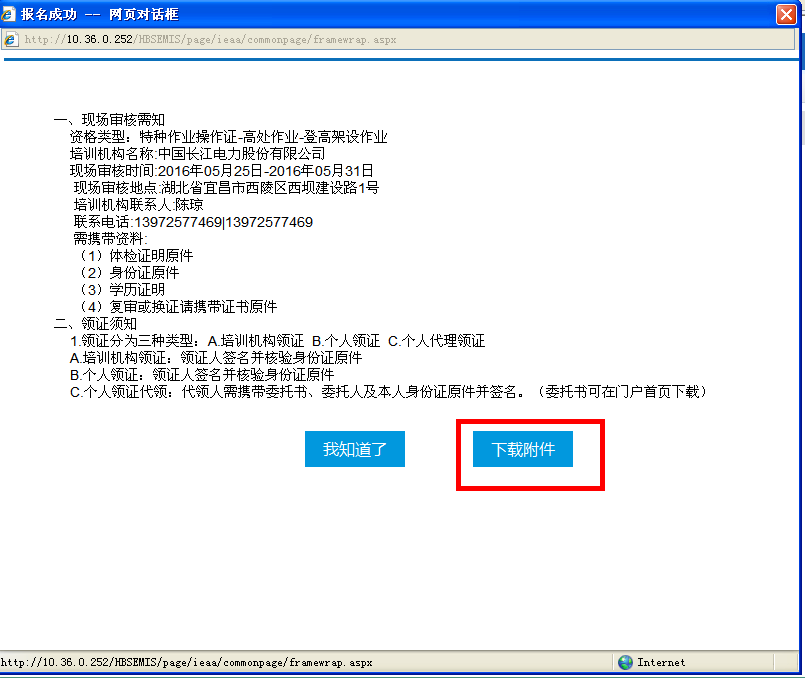 报名成功 -- 网页对话框
http://10.36.0.252/HBSEMIS/page/ieaa/commonpage/framewrap.aspx
一、现场审核需知
资格类型：特种作业操作证-高处作业-登高架设作业
培训机构名称:中国长江电力股份有限公司
现场审核时间:2016年05月25日-2016年05月31日
现场审核地点:湖北省宜昌市西陵区西坝建设路1号
培训机构联系人:陈琼
联系电话:13972577469|13972577469
需携带资料:
（1）体检证明原件
（2）身份证原件
（3）学历证明
（4）复审或换证请携带证书原件
二、领证须知
1.领证分为三种类型：A.培训机构领证 B.个人领证 C.个人代理领证
A.培训机构领证：领证人签名并核验身份证原件
B.个人领证：领证人签名并核验身份证原件
C.个人领证代领：代领人需携带委托书、委托人及本人身份证原件并签名。（委托书可在门户首页下载）
我知道了 下载附件
http://10.36.0.252/HBSEMIS/page/ieaa/commonpage/framewrap.aspx Internet